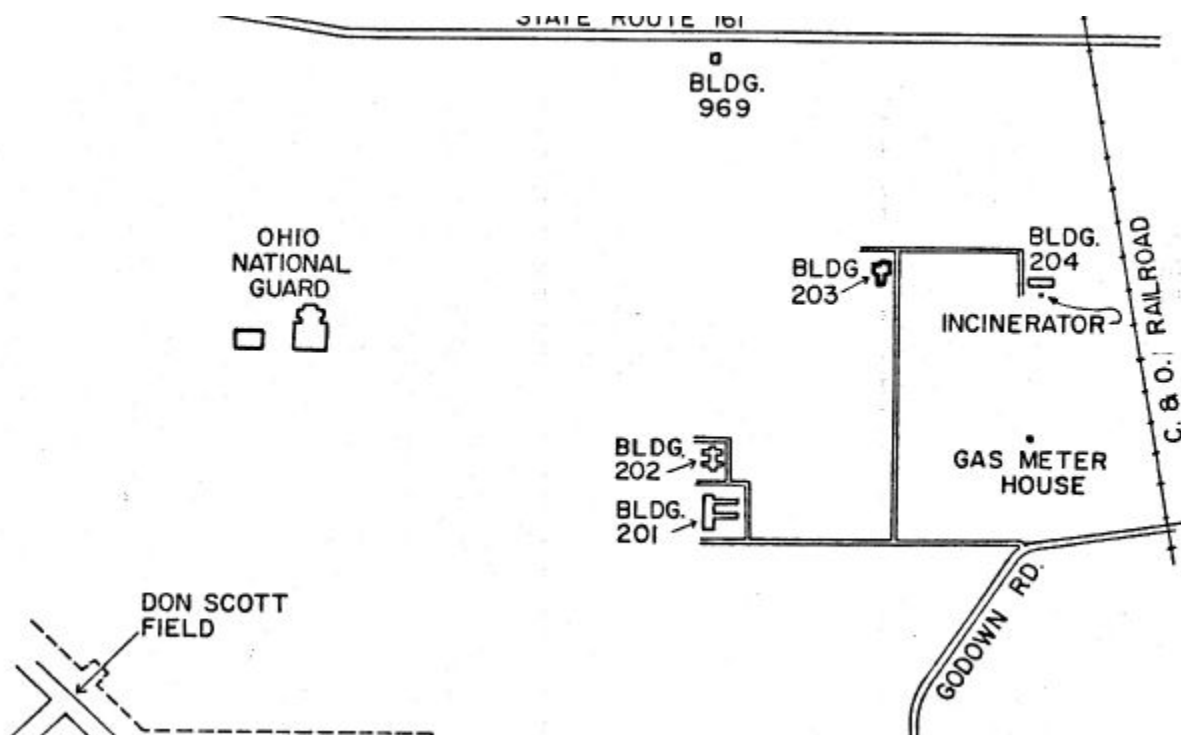 STATE ROUTE 161
BLDG.
969
OHIO
NATIONAL
GUARD
BLDG.
204
BLDG.
203
INCINERATOR
C. & O. RAILROAD
BLDG.
202
GAS METER
HOUSE
BLDG.
201
DON SCOTT
FIELD
GODOWN RD.